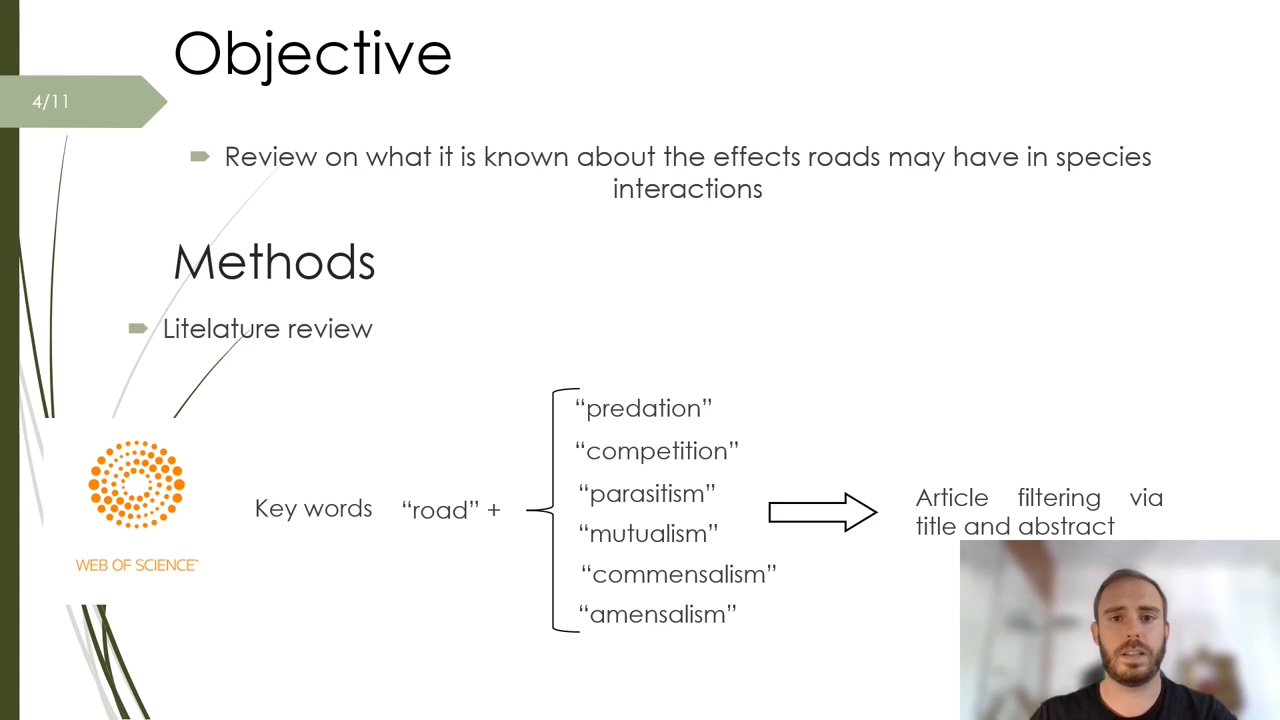 Objective
4/11
Review on what it is known about the effects roads may have in species
interactions
Methods
Litelature review
WEB OF SCIENCE™
Key words “road” +
“predation”
“competition”
“parasitism”
“mutualism”
“commensalism”
“amensalism”
Article filtering via
title and abstract